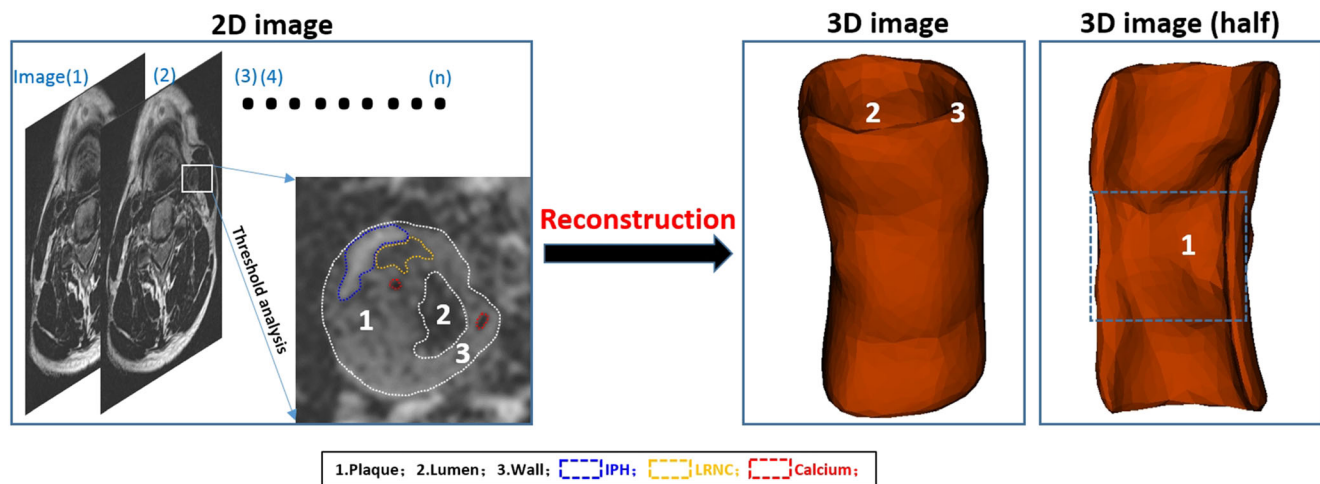 2D image
3D image
3D image (half)
Image(1)
(2)
(3)(4)
(n)
Threshold analysis
1
2
3
Reconstruction
2
3
1
1.Plaque; 2.Lumen; 3.Wall; IPH; LRNC; Calcium;